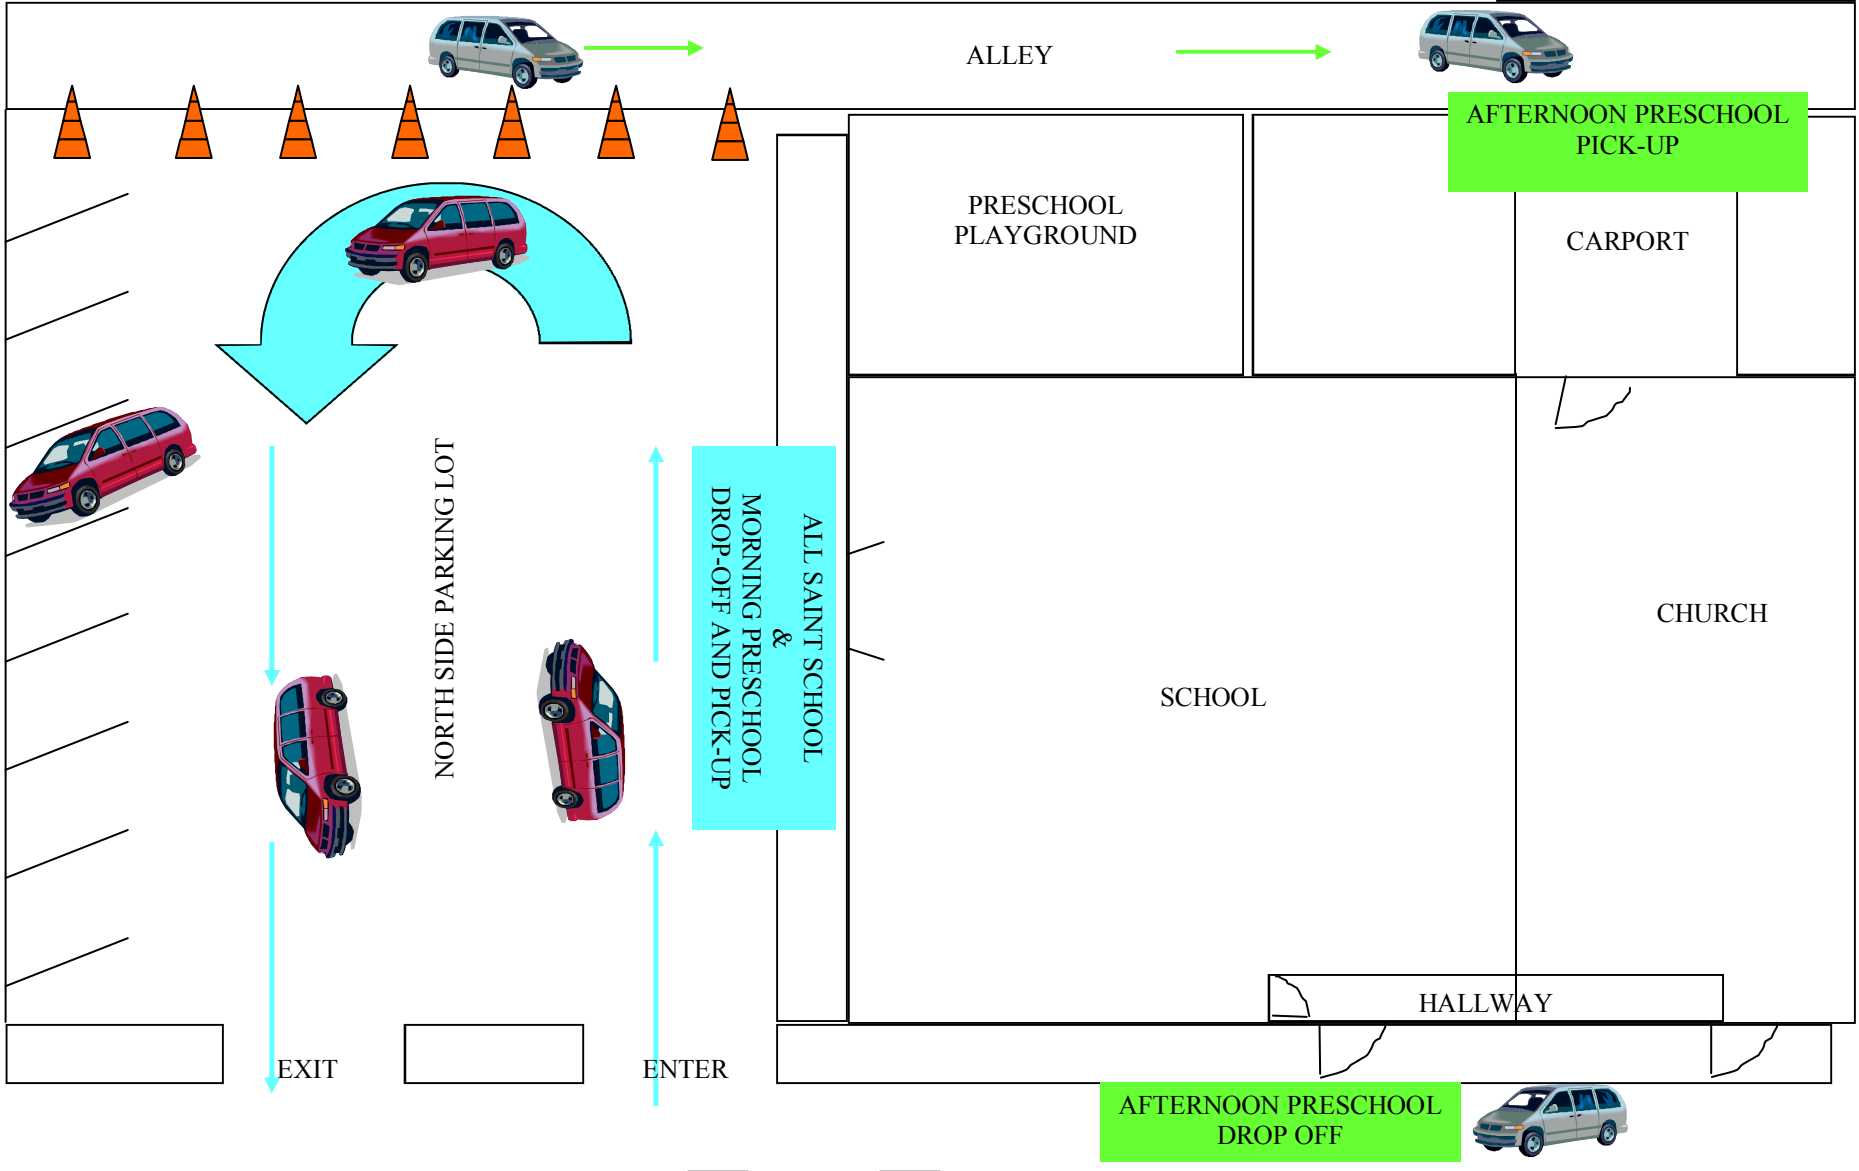 ALLEY
AFTERNOON PRESCHOOL
PICK-UP
PRESCHOOL
PLAYGROUND
CARPORT
NORTH SIDE PARKING LOT
ALL SAINT SCHOOL
&
MORNING PRESCHOOL
DROP-OFF AND PICK-UP
CHURCH
SCHOOL
HALLWAY
EXIT
ENTER
AFTERNOON PRESCHOOL
DROP OFF